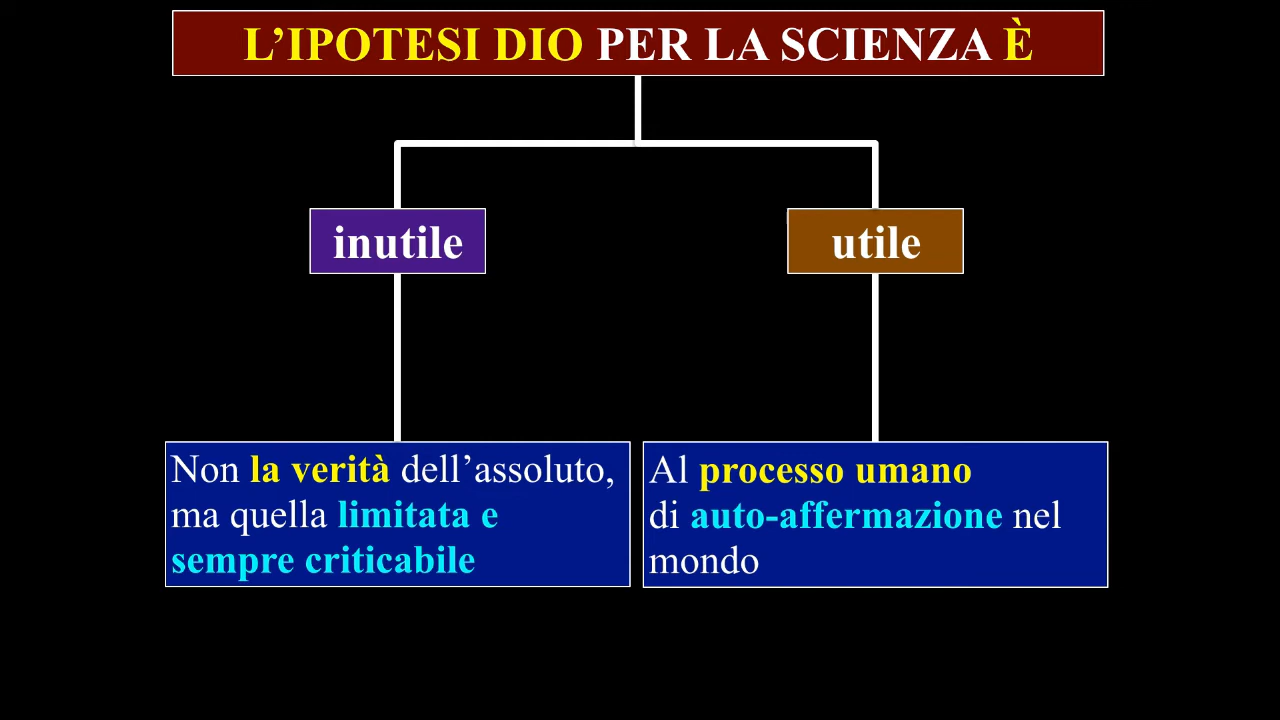 L’IPOTESI DIO PER LA SCIENZA È
inutile
utile
Non la verità dell’assoluto,
ma quella limitata e
sempre criticabile
Al processo umano
di auto-affermazione nel
mondo